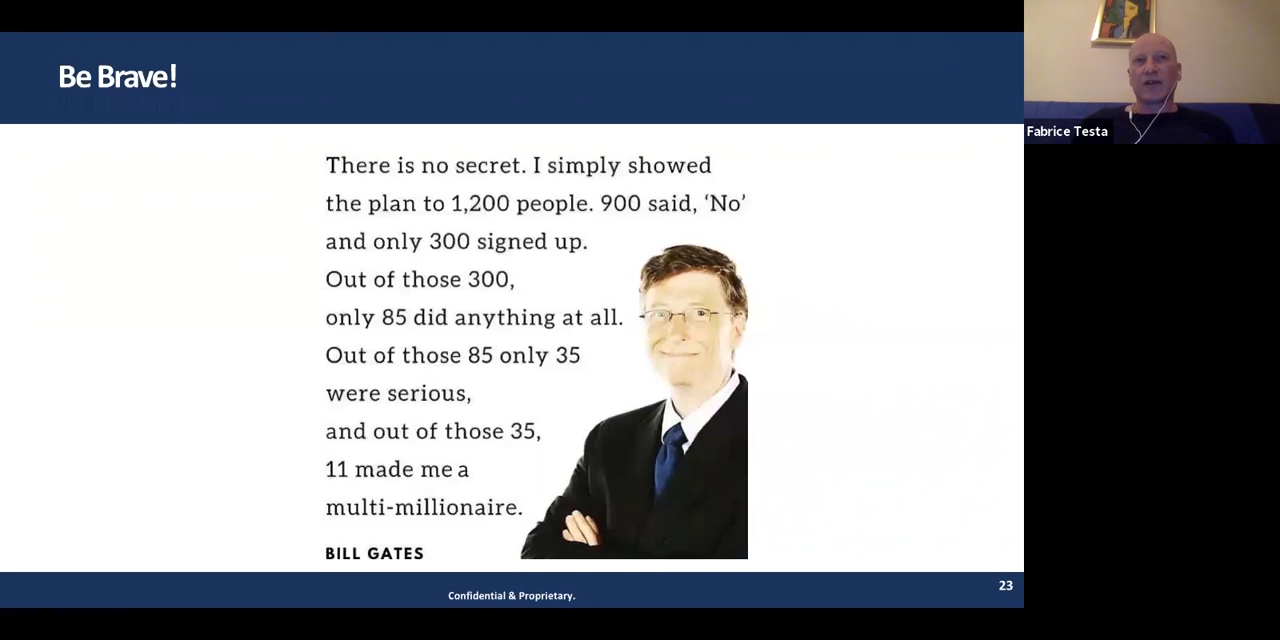 Be Brave!
There is no secret. I simply showed
the plan to 1,200 people. 900 said, ‘No’
and only 300 signed up.
Out of those 300,
only 85 did anything at all.
Out of those 85 only 35
were serious,
and out of those 35,
11 made me a
multi-millionaire.
BILL GATES
Confidential & Proprietary.
23
Fabrice Testa